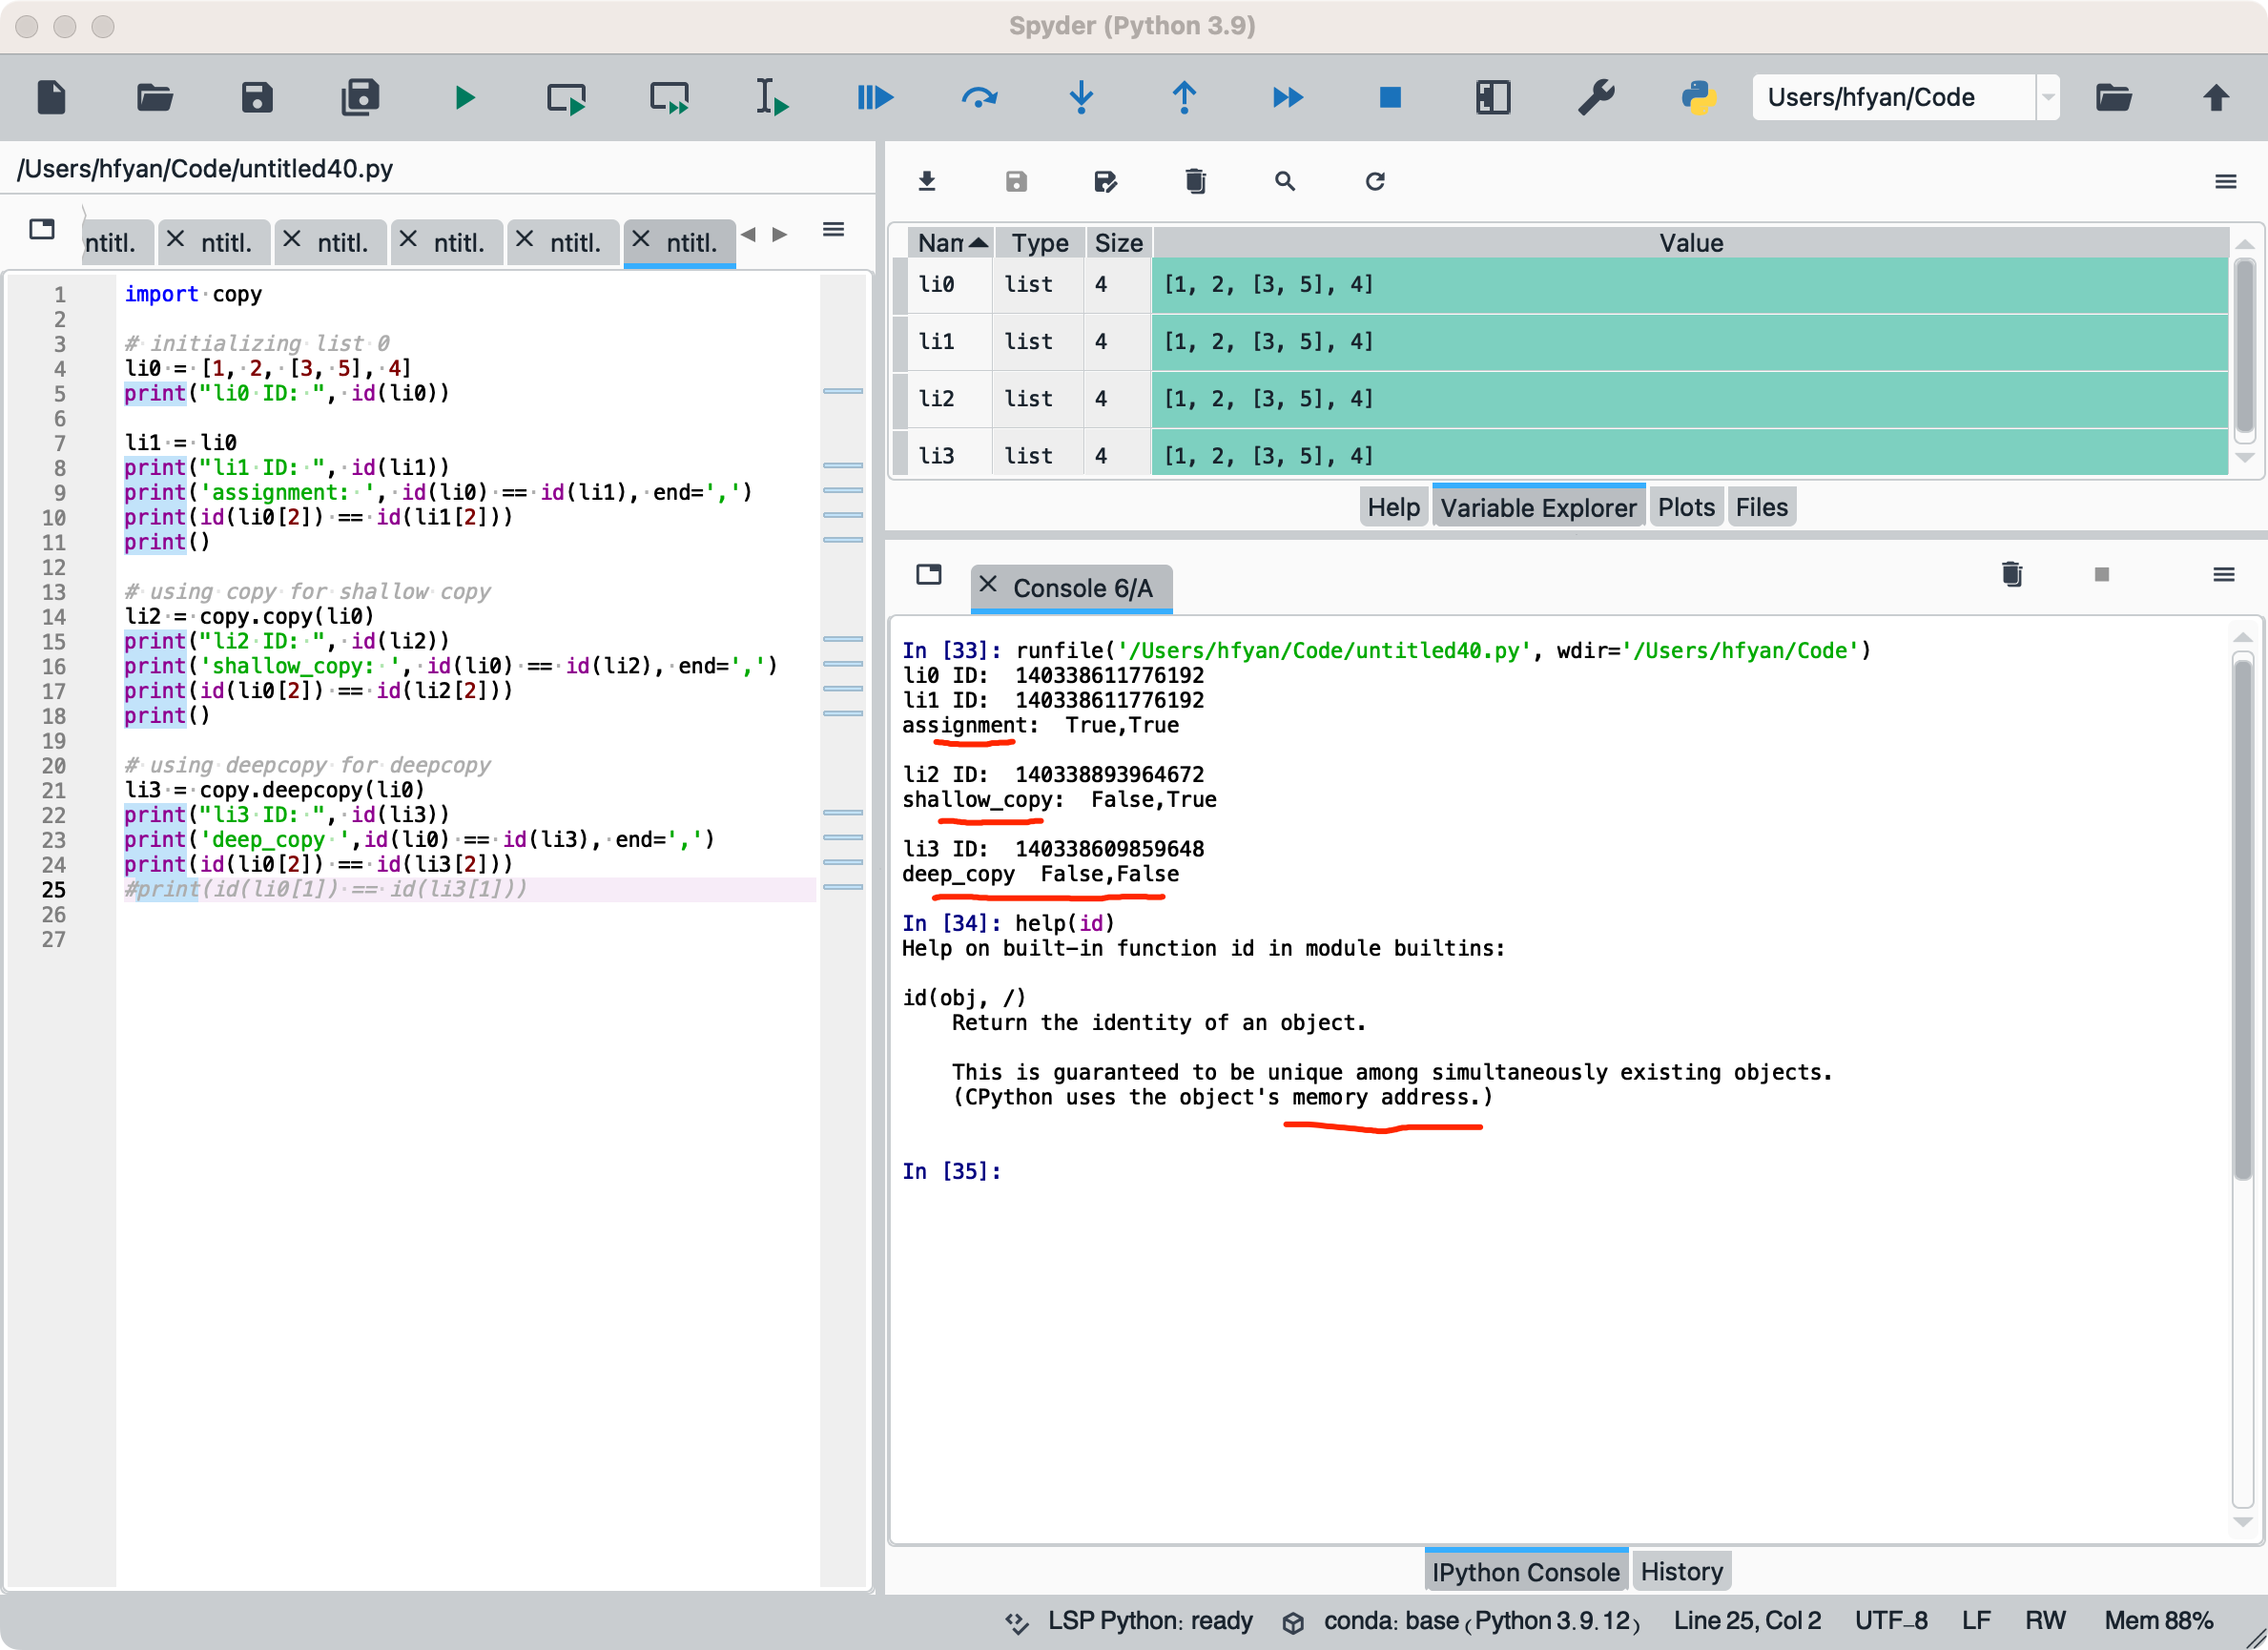 Spyder (Python 3.9)
Users/hfyan/Code
/Users/hfyan/Code/untitled40.py
ntitl. ntitl. ntitl. ntitl. ntitl. ntitl.
1 import copy
2
3 # initializing list 0
4 li0 = [1, 2, [3, 5], 4]
5 print("li0 ID: ", id(li0))
6
7 li1 = li0
8 print("li1 ID: ", id(li1))
9 print('assignment: ', id(li0) == id(li1), end=',')
10 print(id(li0[2]) == id(li1[2]))
11 print()
12
13 # using copy for shallow copy
14 li2 = copy.copy(li0)
15 print("li2 ID: ", id(li2))
16 print('shallow_copy: ', id(li0) == id(li2), end=',')
17 print(id(li0[2]) == id(li2[2]))
18 print()
19
20 # using deepcopy for deepcopy
21 li3 = copy.deepcopy(li0)
22 print("li3 ID: ", id(li3))
23 print('deep_copy ',id(li0) == id(li3), end=',')
24 print(id(li0[2]) == id(li3[2]))
25 #print(id(li0[1]) == id(li3[1]))
26
27
Nam Type Size Value
li0 list 4 [1, 2, [3, 5], 4]
li1 list 4 [1, 2, [3, 5], 4]
li2 list 4 [1, 2, [3, 5], 4]
li3 list 4 [1, 2, [3, 5], 4]
Help Variable Explorer Plots Files
Console 6/A
In [33]: runfile('/Users/hfyan/Code/untitled40.py', wdir='/Users/hfyan/Code')
li0 ID:  140338611776192
li1 ID:  140338611776192
assignment:  True,True
li2 ID:  140338893964672
shallow_copy:  False,True
li3 ID:  140338609859648
deep_copy  False,False
In [34]: help(id)
Help on built-in function id in module builtins:
id(obj, /)
Return the identity of an object.
This is guaranteed to be unique among simultaneously existing objects.
(CPython uses the object's memory address.)
In [35]:
IPython Console History
LSP Python: ready conda: base (Python 3.9.12) Line 25, Col 2 UTF-8 LF RW Mem 88%